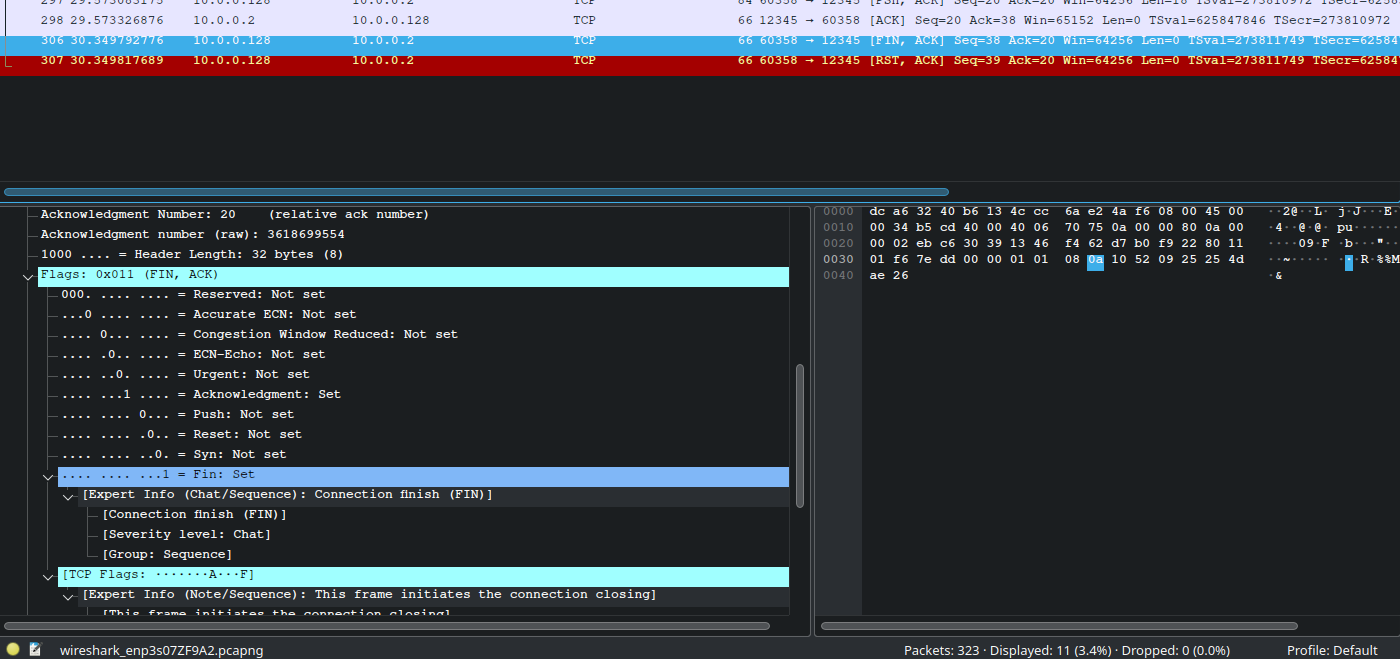 297 29.573083175 10.0.0.128 10.0.0.2 TCP 84 60358 → 12345 [PSH, ACK] Seq=20 Ack=20 Win=64256 Len=18 TSval=273810972 TSecr=6258
298 29.573326876 10.0.0.2 10.0.0.128 TCP 66 12345 → 60358 [ACK] Seq=20 Ack=38 Win=65152 Len=0 TSval=625847846 TSecr=273810972
306 30.349792776 10.0.0.128 10.0.0.2 TCP 66 60358 → 12345 [FIN, ACK] Seq=38 Ack=20 Win=64256 Len=0 TSval=273811749 TSecr=62584
307 30.349817689 10.0.0.128 10.0.0.2 TCP 66 60358 → 12345 [RST, ACK] Seq=39 Ack=20 Win=64256 Len=0 TSval=273811749 TSecr=62584
Acknowledgment Number: 20 (relative ack number)
Acknowledgment number (raw): 3618699554
1000 .... = Header Length: 32 bytes (8)
Flags: 0x011 (FIN, ACK)
000. .... .... = Reserved: Not set
...0 .... .... = Accurate ECN: Not set
.... 0... .... = Congestion Window Reduced: Not set
.... .0.. .... = ECN-Echo: Not set
.... ..0. .... = Urgent: Not set
.... ...1 .... = Acknowledgment: Set
.... .... 0... = Push: Not set
.... .... .0.. = Reset: Not set
.... .... ..0. = Syn: Not set
.... .... ...1 = Fin: Set
[Expert Info (Chat/Sequence): Connection finish (FIN)]
[Connection finish (FIN)]
[Severity level: Chat]
[Group: Sequence]
[TCP Flags: ·······A···F]
[Expert Info (Note/Sequence): This frame initiates the connection closing]
[This frame initiates the connection closing]
0000 dc a6 32 40 b6 13 4c cc 6a e2 4a f6 08 00 45 00 ··2@··L· j·J···E·
0010 00 34 b5 cd 40 00 40 06 70 75 0a 00 00 80 0a 00 ·4··@·@· pu······
0020 00 02 eb c6 30 39 13 46 f4 62 d7 b0 f9 22 80 11 ····09·F ·b···"··
0030 01 f6 7e dd 00 00 01 01 08 0a 10 52 09 25 25 4d ··~····· ···R·%%M
0040 ae 26 ·&
wireshark_enp3s07ZF9A2.pcapng
Packets: 323 · Displayed: 11 (3.4%) · Dropped: 0 (0.0%)
Profile: Default